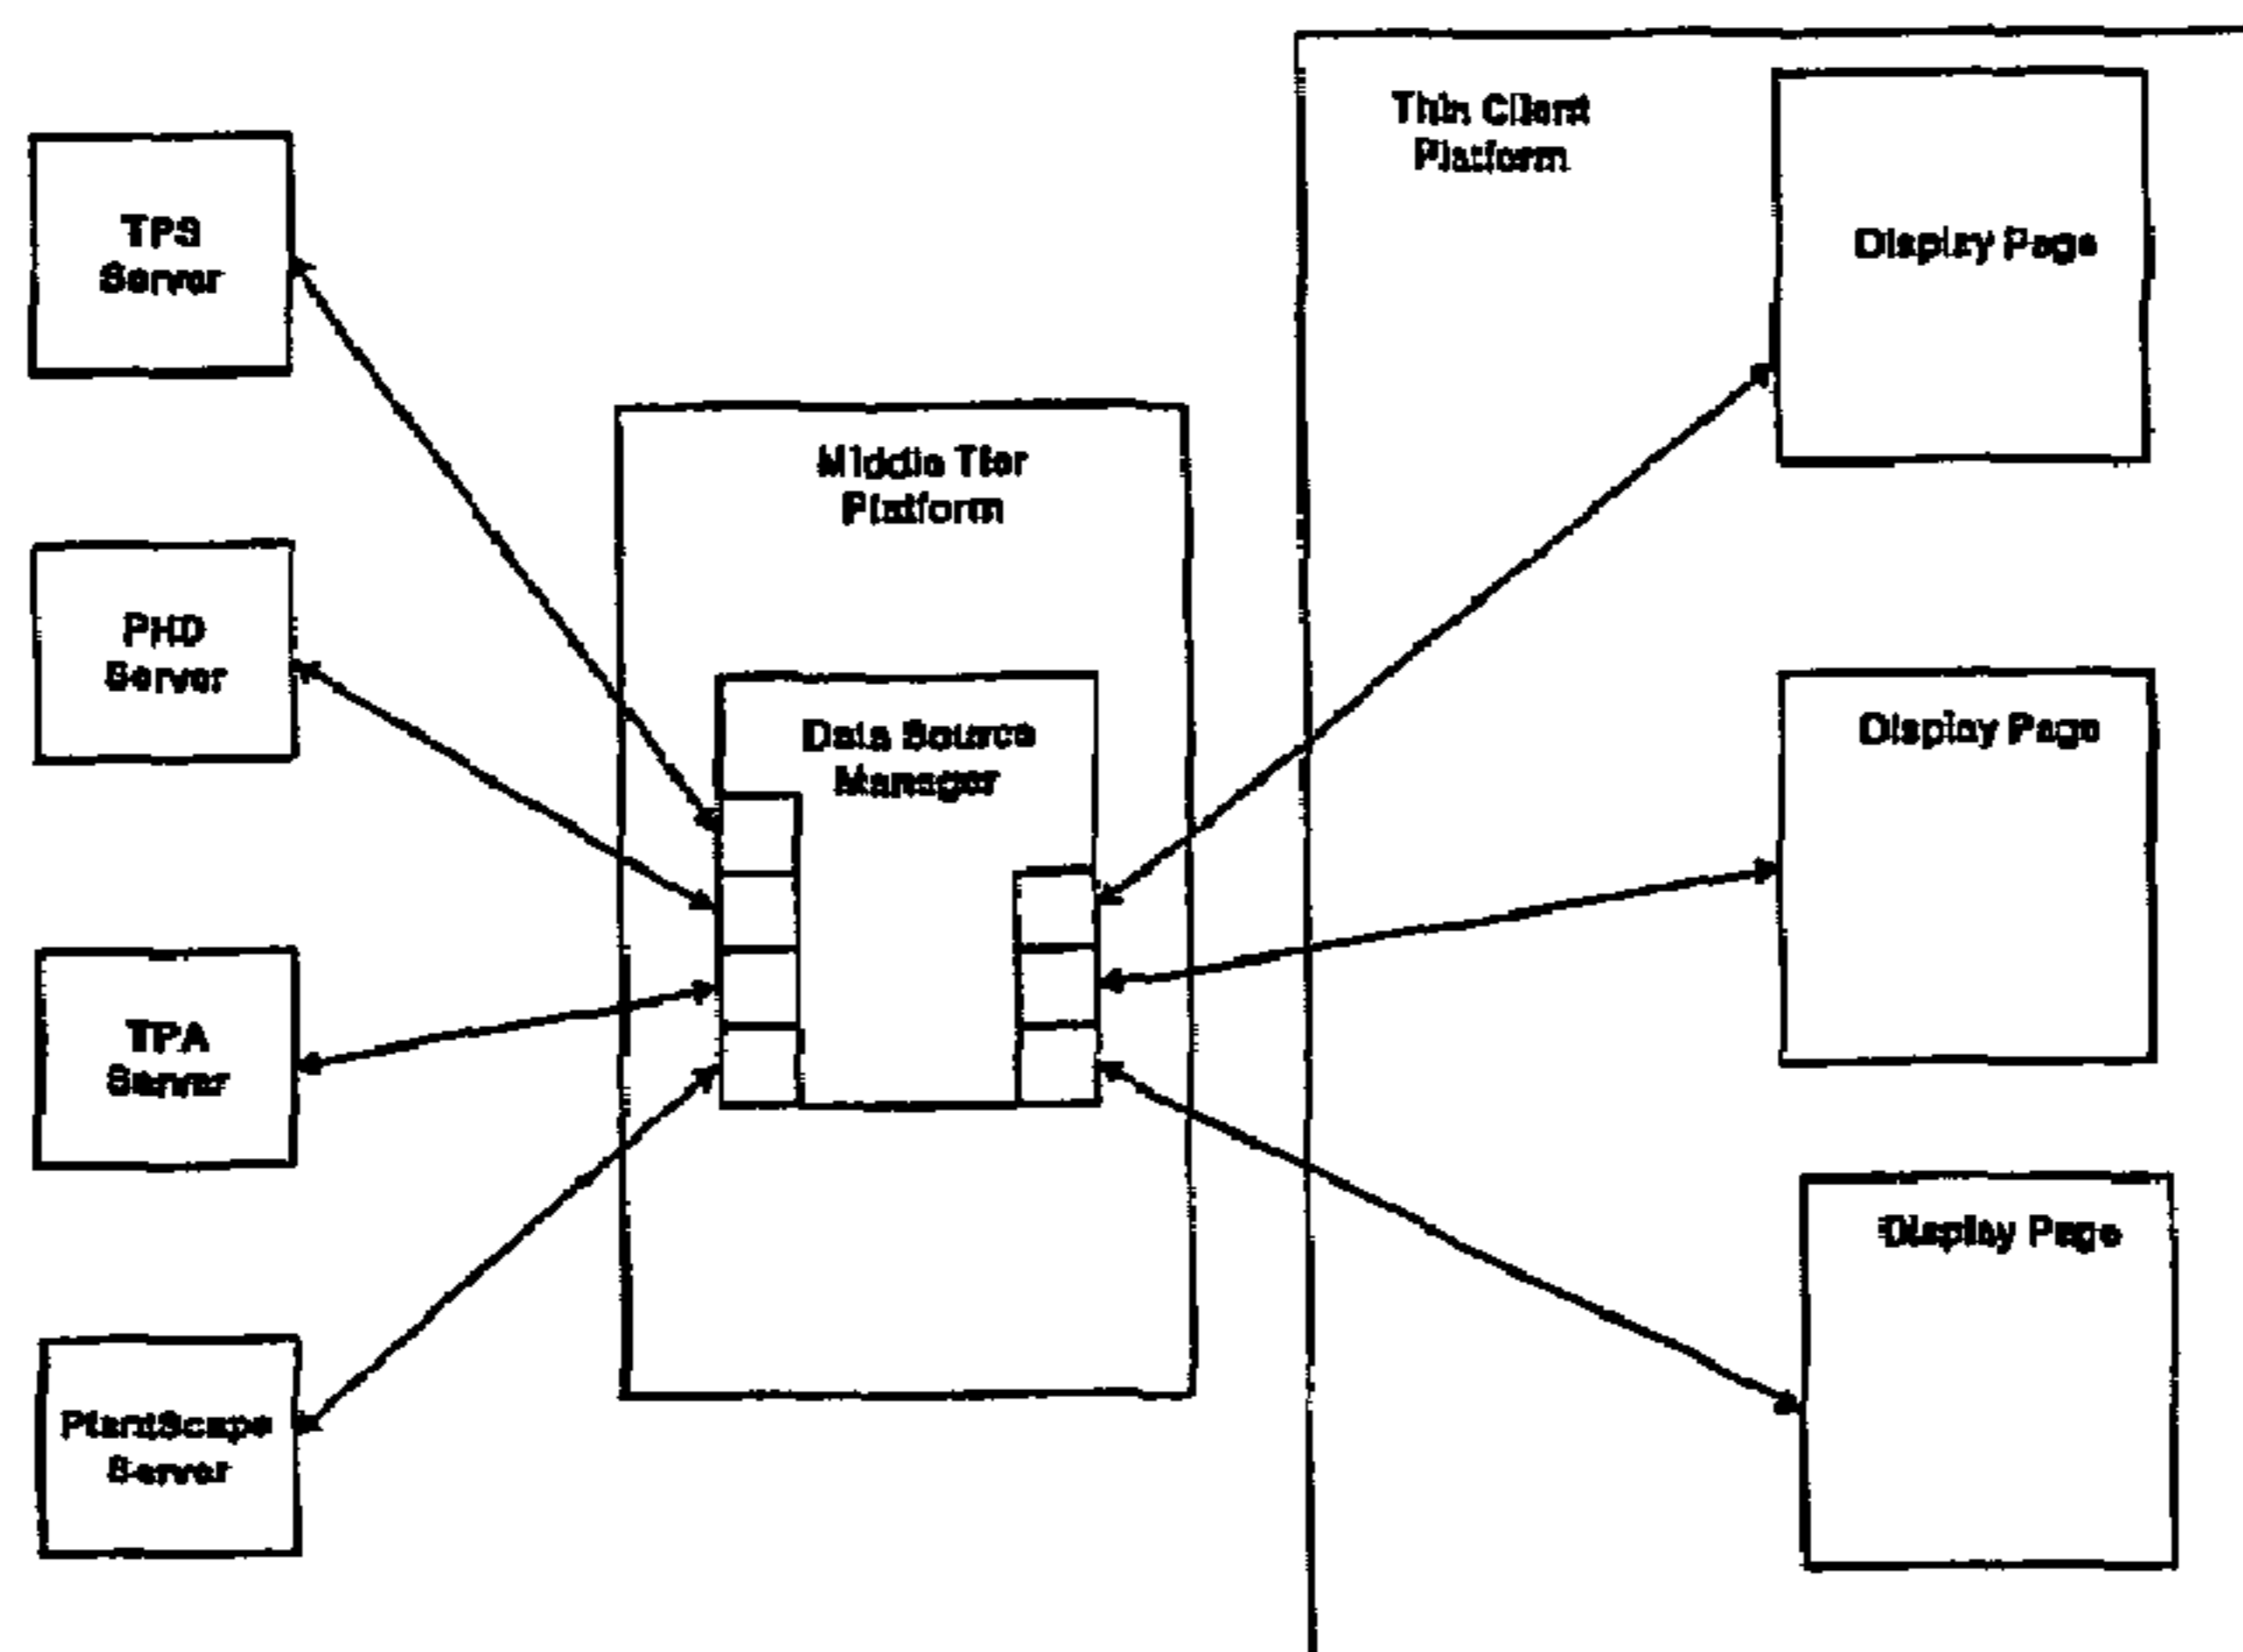 TPS
Server
PHD
Server
TPA
Server
PlantScape
Server
Middle Tier
Platform
Data Source
Manager
Thin Client
Platform
Display Page
Display Page
Display Page